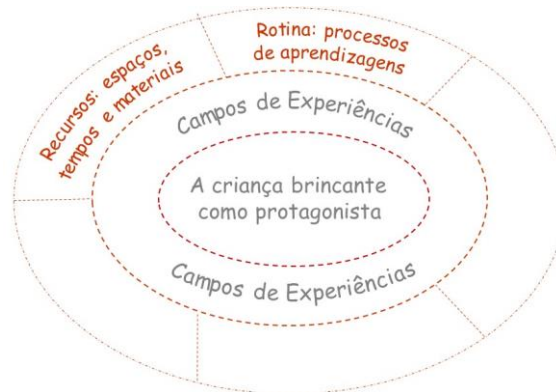 Recursos: espaços,
tempos e materiais
Rotina: processos
de aprendizagens
Campos de Experiências
A criança brincante
como protagonista
Campos de Experiências